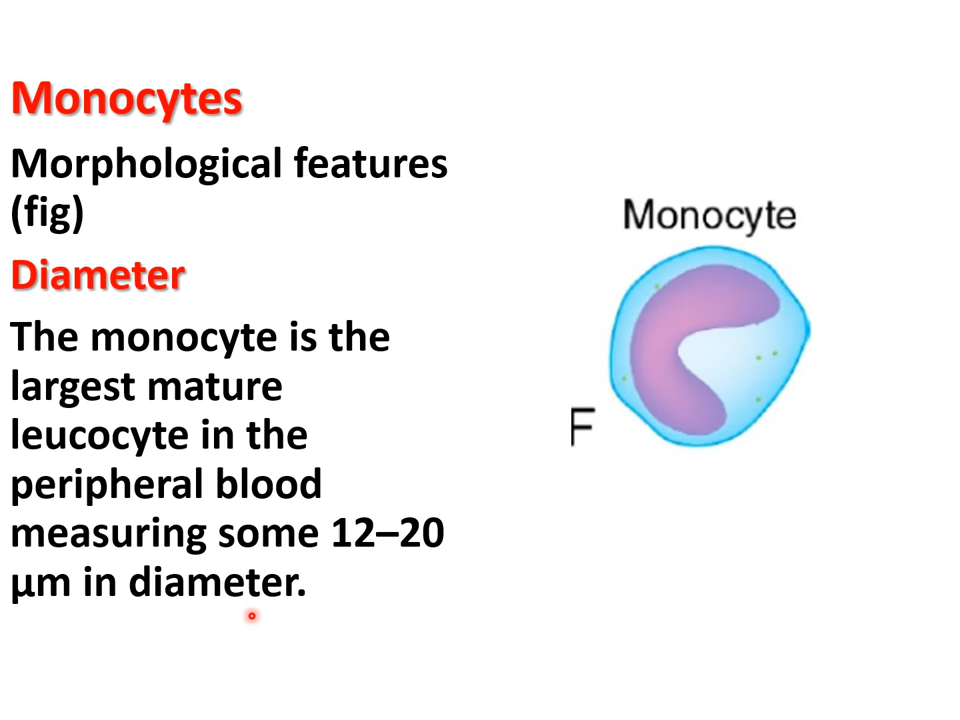 Monocytes
Morphological features
(fig)
Diameter
The monocyte is the
largest mature
leucocyte in the
peripheral blood
measuring some 12–20
μm in diameter.
Monocyte
F